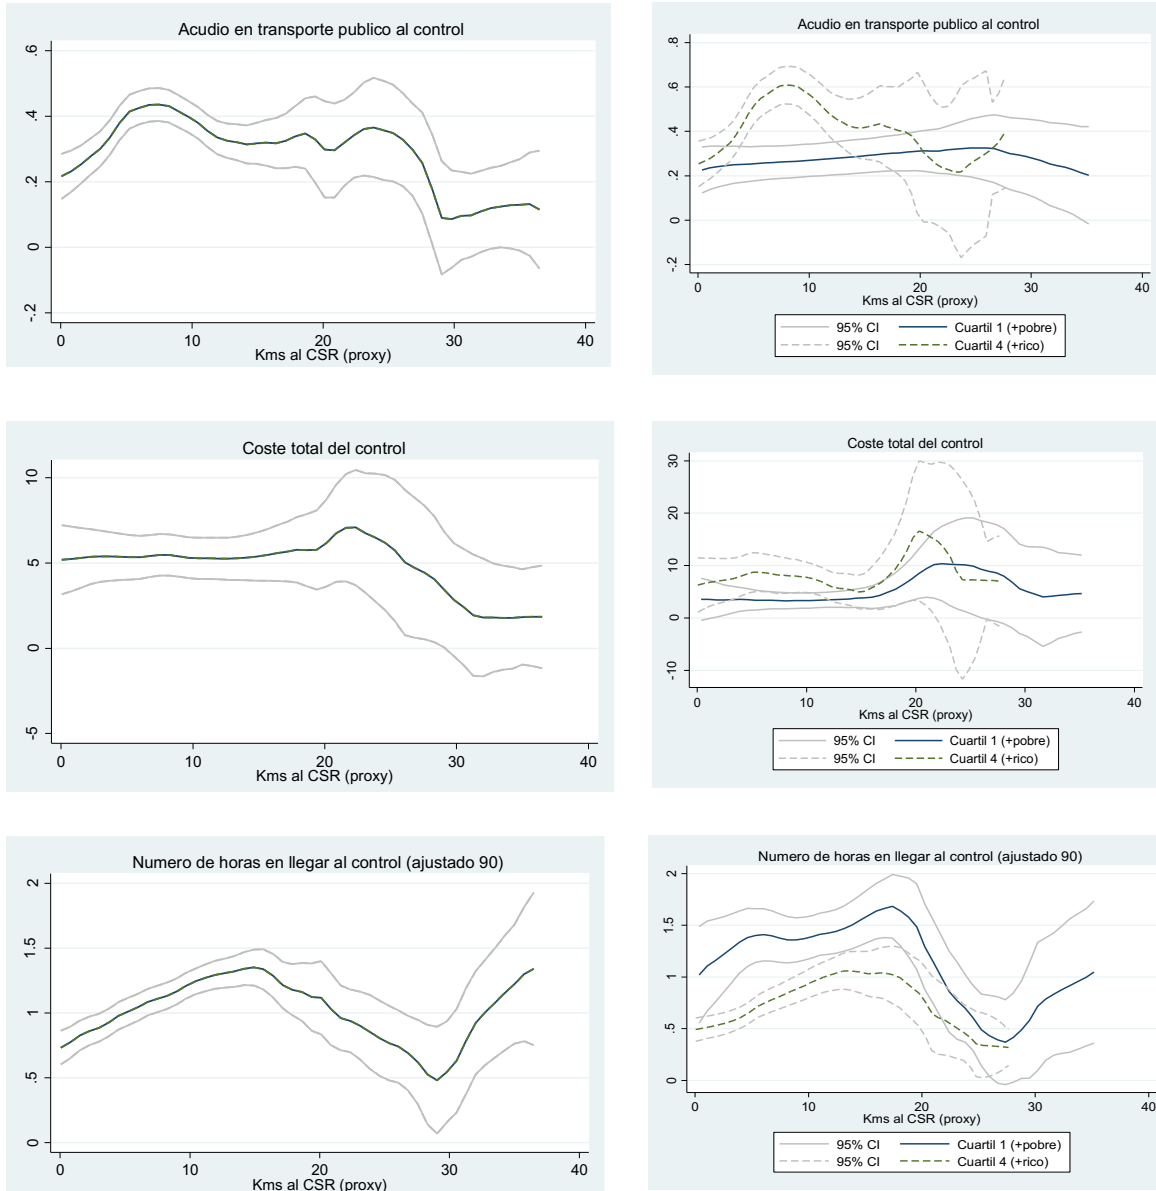 Acudio en transporte publico al control
.6
.4
.2
0
-.2
0 10 20 30 40
Kms al CSR (proxy)
Acudio en transporte publico al control
.8
.6
.4
.2
0
-.2
0 10 20 30 40
Kms al CSR (proxy)
95% CI Cuartil 1 (+pobre)
95% CI Cuartil 4 (+rico)
Coste total del control
10
5
0
-5
0 10 20 30 40
Kms al CSR (proxy)
Coste total del control
30
20
10
0
-10
0 10 20 30 40
Kms al CSR (proxy)
95% CI Cuartil 1 (+pobre)
95% CI Cuartil 4 (+rico)
Numero de horas en llegar al control (ajustado 90)
2
1.5
1
.5
0
0 10 20 30 40
Kms al CSR (proxy)
Numero de horas en llegar al control (ajustado 90)
2
1.5
1
.5
0
0 10 20 30 40
Kms al CSR (proxy)
95% CI Cuartil 1 (+pobre)
95% CI Cuartil 4 (+rico)